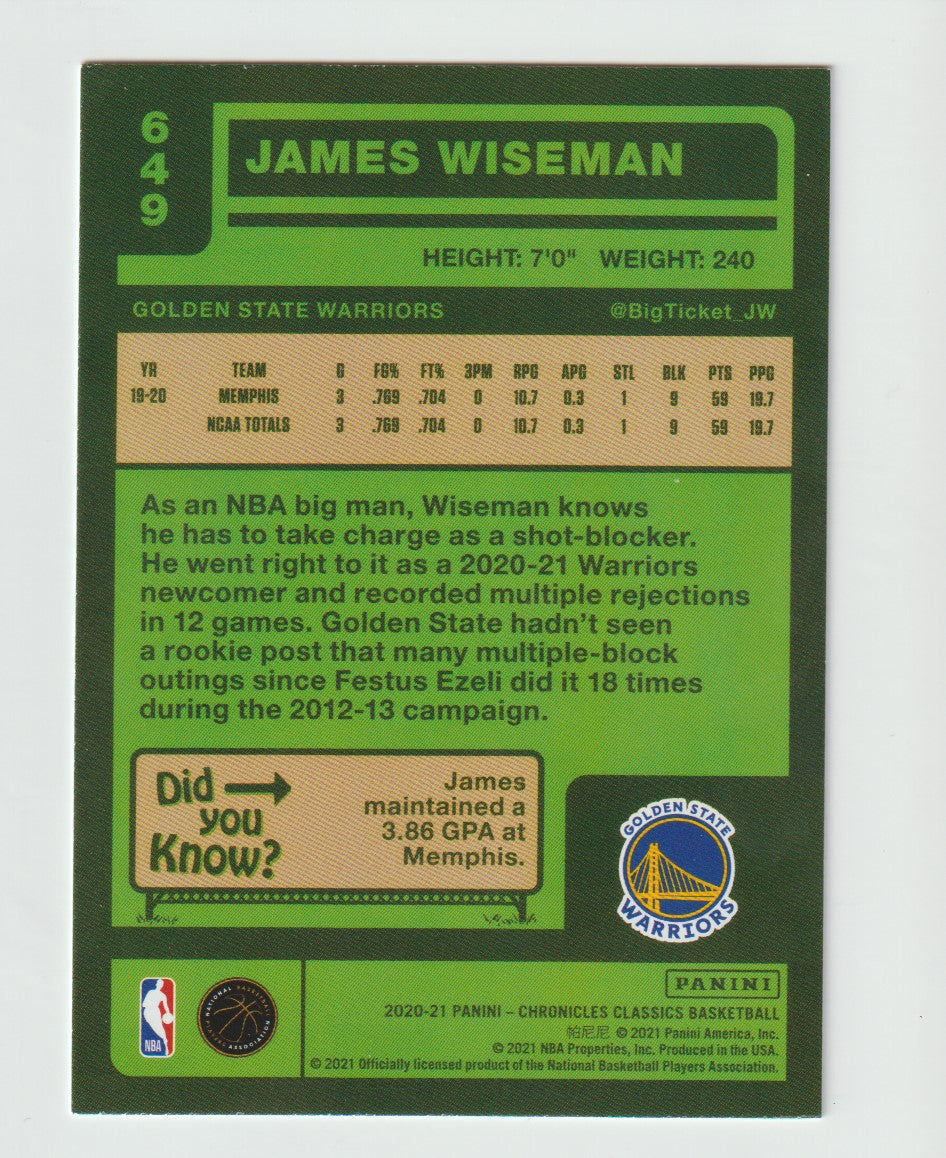 649
JAMES WISEMAN
HEIGHT: 7'0" WEIGHT: 240
GOLDEN STATE WARRIORS @BigTicket_JW
YR TEAM G FG% FT% 3PM RPG APG STL BLK PTS PPG
19-20 MEMPHIS 3 .769 .704 0 10.7 0.3 1 9 59 19.7
NCAA TOTALS 3 .769 .704 0 10.7 0.3 1 9 59 19.7
As an NBA big man, Wiseman knows
he has to take charge as a shot-blocker.
He went right to it as a 2020-21 Warriors
newcomer and recorded multiple rejections
in 12 games. Golden State hadn't seen
a rookie post that many multiple-block
outings since Festus Ezeli did it 18 times
during the 2012-13 campaign.
Did
you
Know?
James
maintained a
3.86 GPA at
Memphis.
GOLDEN STATE
WARRIORS
NBA
NATIONAL BASKETBALL
PLAYERS ASSOCIATION
PANINI
2020-21 PANINI – CHRONICLES CLASSICS BASKETBALL
帕尼尼 © 2021 Panini America, Inc.
© 2021 NBA Properties, Inc. Produced in the USA.
© 2021 Officially licensed product of the National Basketball Players Association.